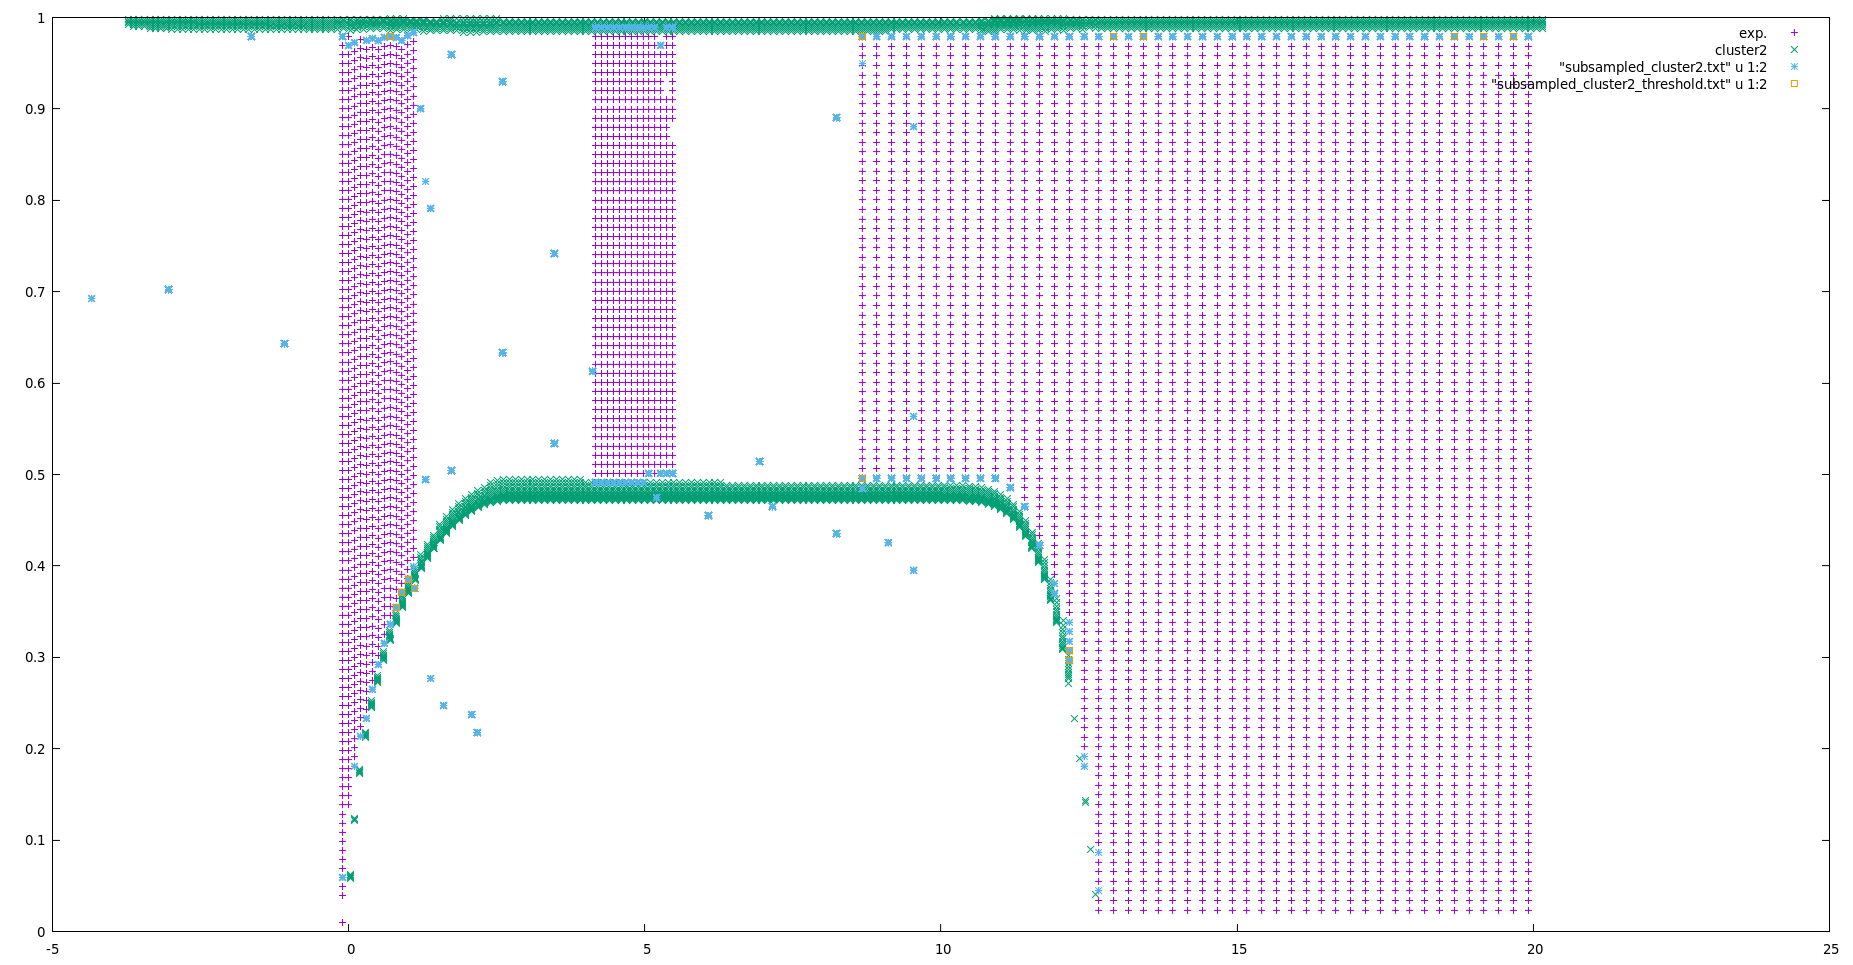 exp.
cluster2
"subsampled_cluster2.txt" u 1:2
"subsampled_cluster2_threshold.txt" u 1:2
1
0.9
0.8
0.7
0.6
0.5
0.4
0.3
0.2
0.1
0
-5 0 5 10 15 20 25